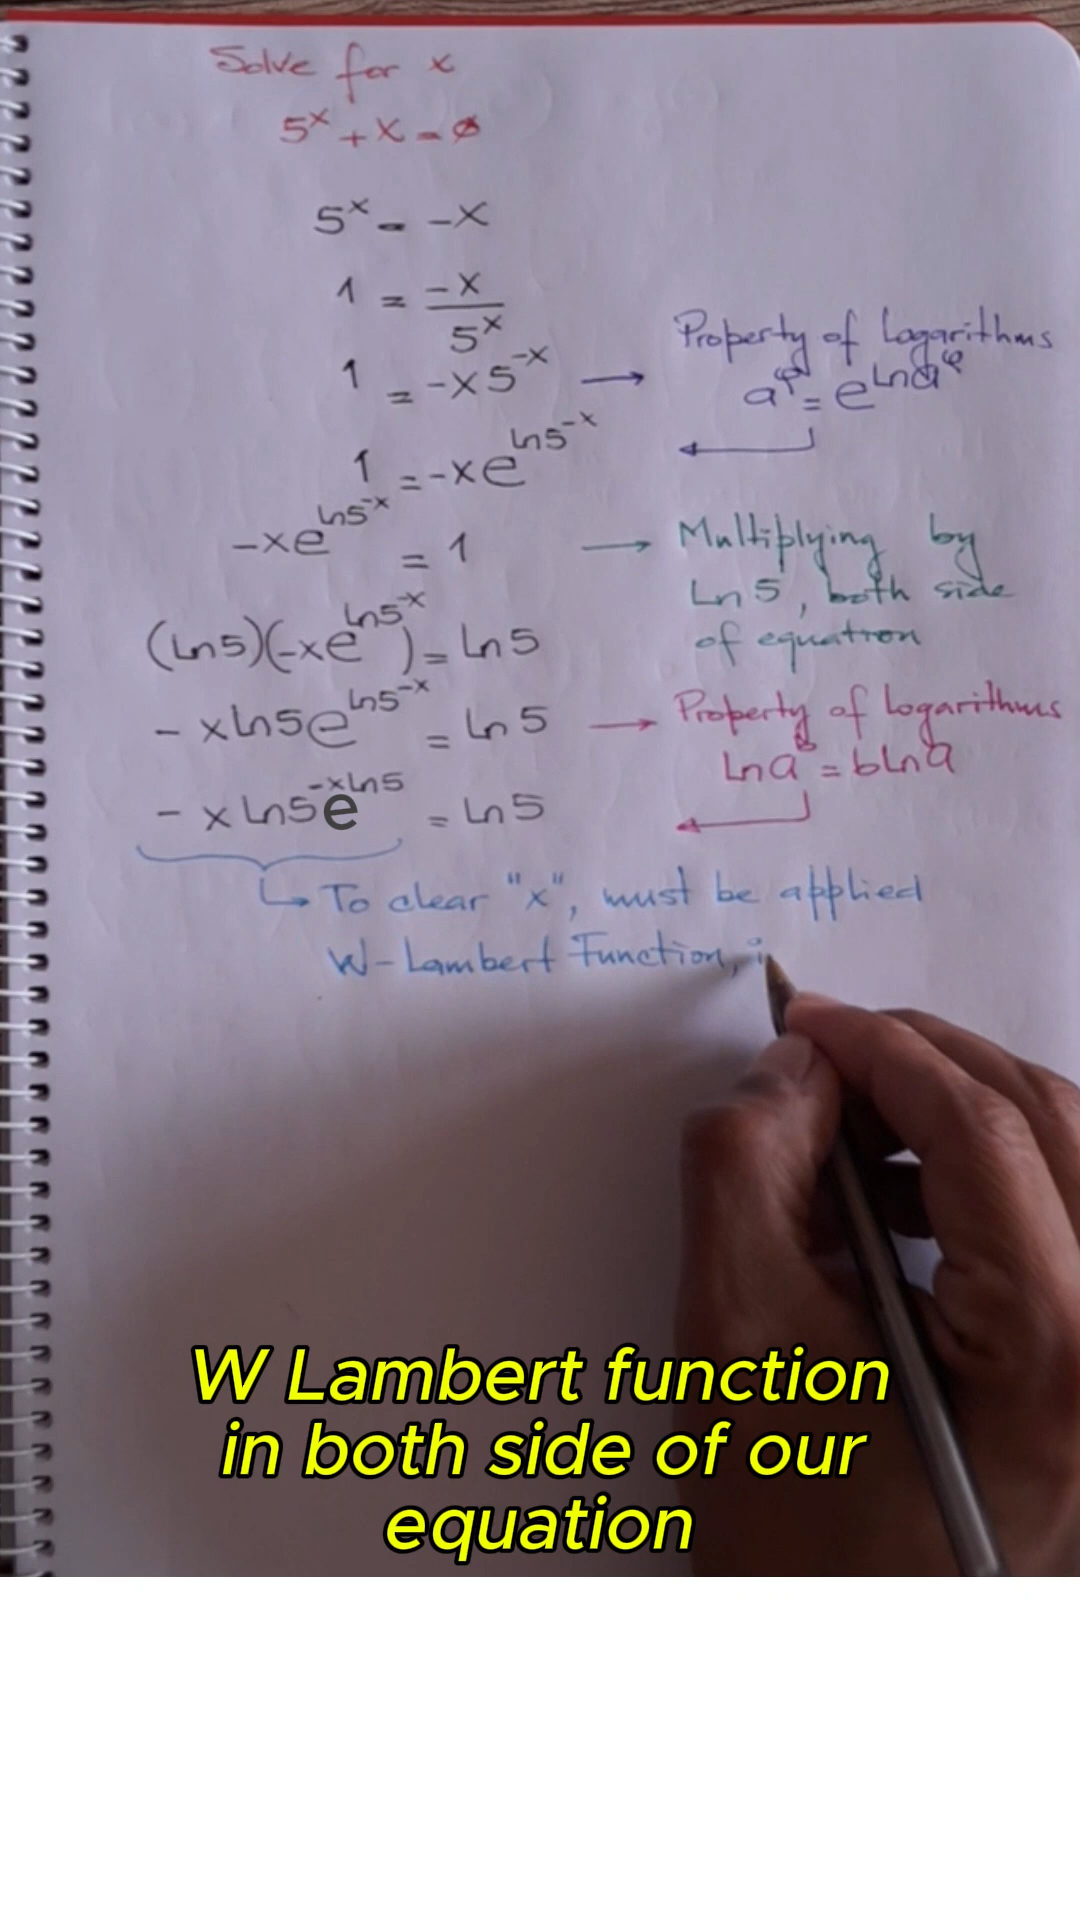 Solve for x
5^x + x = 0
5^x = -x
1 = -x / 5^x
1 = -x5^-x → Property of Logarithms
a^φ = e^Lna^φ
1 = -xe^ln5^-x
-xe^ln5^-x = 1 → Multiplying by
Ln5, both side
of equation
(Ln5)(-xe^ln5^-x) = Ln5
- xln5e^ln5^-x = Ln5 → Property of logarithms
Lna^b = bLna
- xLn5e^-xln5 = Ln5
↳ To clear "x", must be applied
W-Lambert Function, i
W Lambert function
in both side of our
equation